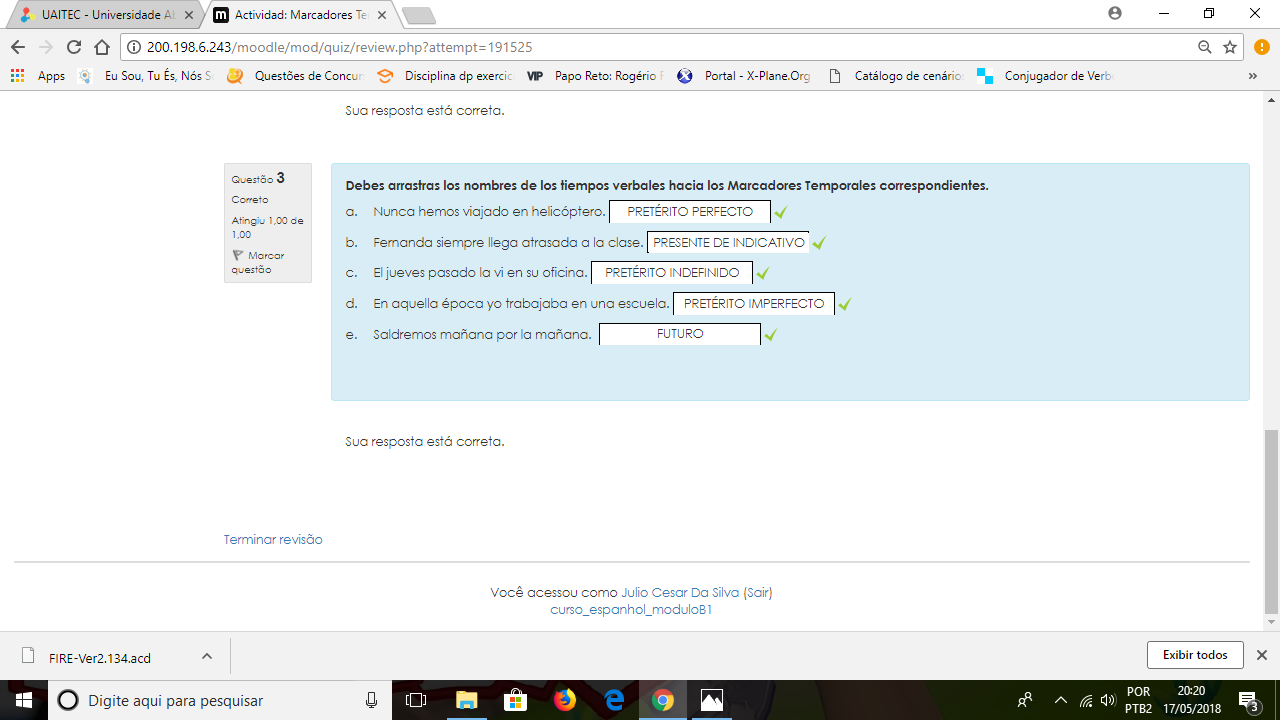 UAITEC - Universidade Ab
Actividad: Marcadores Te
200.198.6.243/moodle/mod/quiz/review.php?attempt=191525
Apps
Eu Sou, Tu És, Nós S
Questões de Concur
Disciplina dp exercic
VIP Papo Reto: Rogério F
Portal - X-Plane.Org
Catálogo de cenário
Conjugador de Verb
»
Sua resposta está correta.
Questão 3
Correto
Atingiu 1,00 de
1,00
Marcar
questão
Debes arrastras los nombres de los tiempos verbales hacia los Marcadores Temporales correspondientes.
a. Nunca hemos viajado en helicóptero. PRETÉRITO PERFECTO
b. Fernanda siempre llega atrasada a la clase. PRESENTE DE INDICATIVO
c. El jueves pasado la vi en su oficina. PRETÉRITO INDEFINIDO
d. En aquella época yo trabajaba en una escuela. PRETÉRITO IMPERFECTO
e. Saldremos mañana por la mañana. FUTURO
Sua resposta está correta.
Terminar revisão
Você acessou como Julio Cesar Da Silva (Sair)
curso_espanhol_moduloB1
FIRE-Ver2.134.acd
Exibir todos
Digite aqui para pesquisar
POR
PTB2
20:20
17/05/2018
3